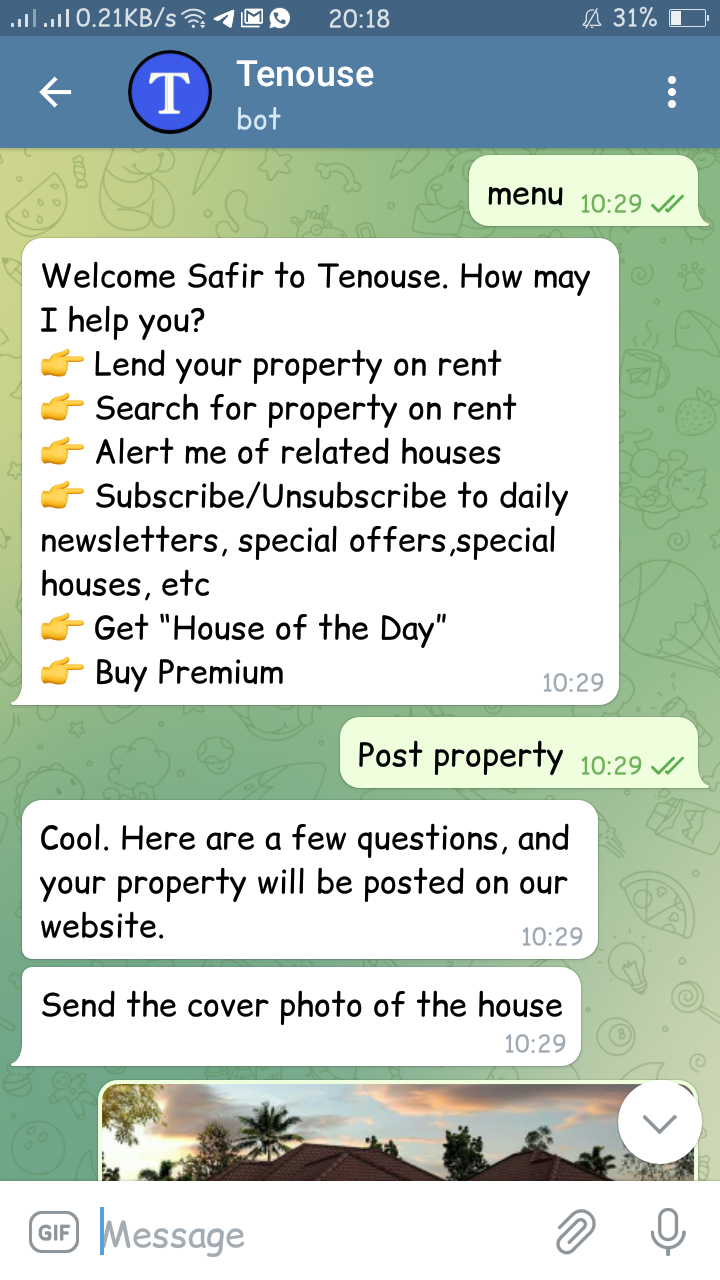 0.21KB/s 20:18 31%
T
Tenouse
bot
menu 10:29
Welcome Safir to Tenouse. How may
I help you?
👉 Lend your property on rent
👉 Search for property on rent
👉 Alert me of related houses
👉 Subscribe/Unsubscribe to daily
newsletters, special offers,special
houses, etc
👉 Get “House of the Day”
👉 Buy Premium 10:29
Post property 10:29
Cool. Here are a few questions, and
your property will be posted on our
website. 10:29
Send the cover photo of the house
10:29
GIF Message